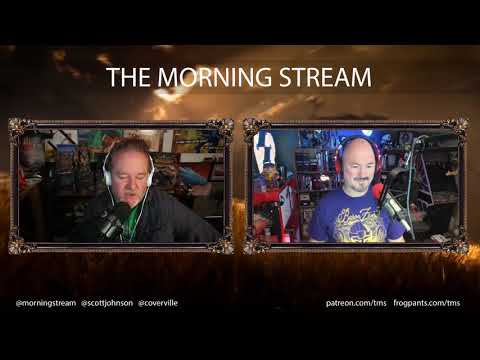 THE MORNING STREAM
@morningstream @scottjohnson @coverville
patreon.com/tms frogpants.com/tms